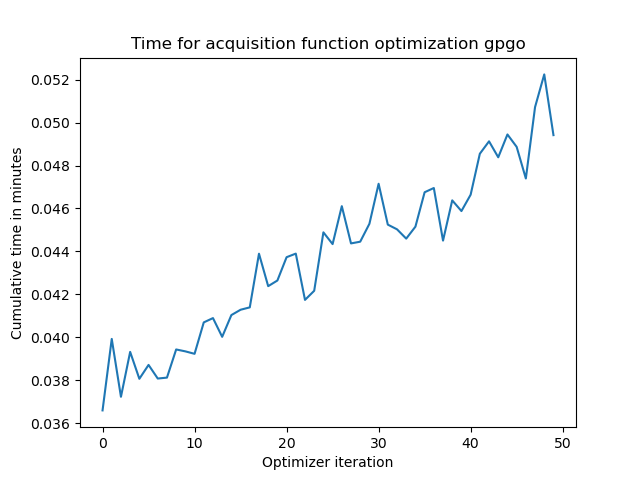 Time for acquisition function optimization gpgo
0.052
0.050
0.048
0.046
0.044
0.042
0.040
0.038
0.036
Cumulative time in minutes
0 10 20 30 40 50
Optimizer iteration